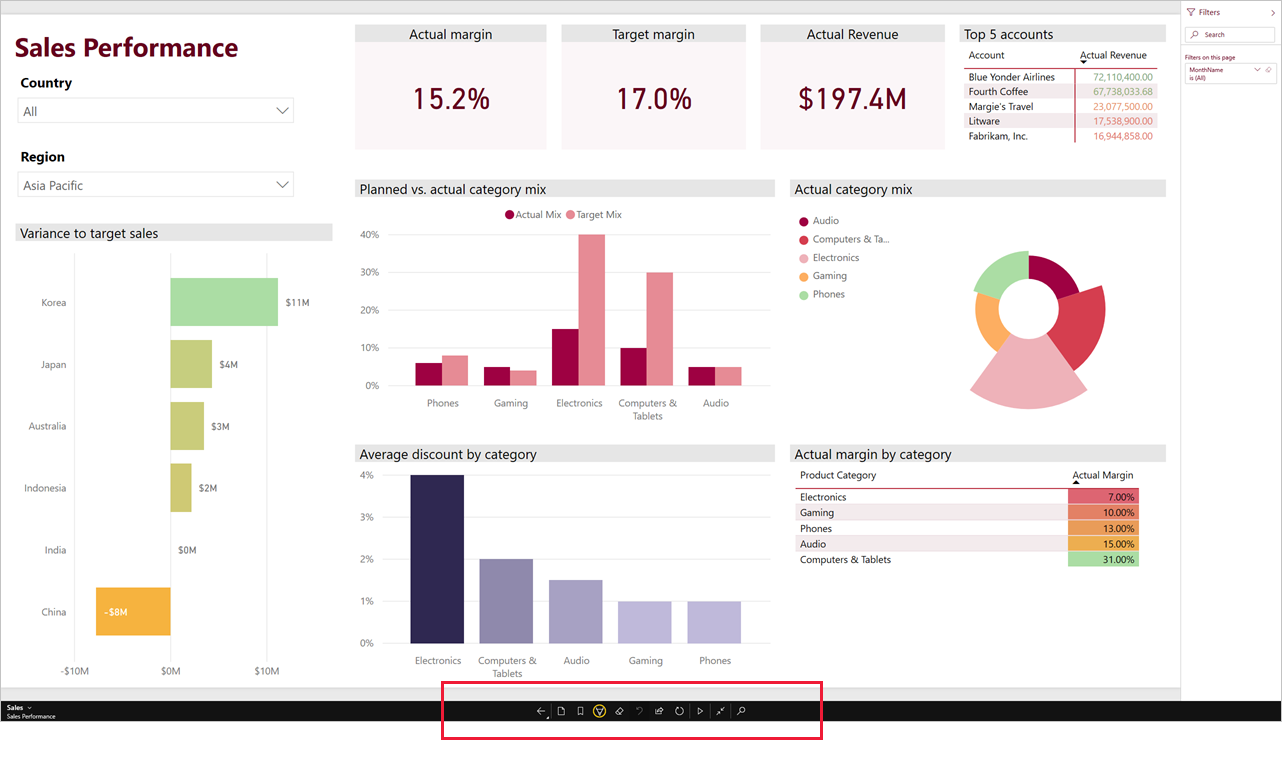 Sales Performance
Country
All
Region
Asia Pacific
Variance to target sales
Korea
$11M
Japan
$4M
Australia
$3M
Indonesia
$2M
India
$0M
China
-$8M
-$10M
$0M
$10M
Actual margin
15.2%
Target margin
17.0%
Actual Revenue
$197.4M
Top 5 accounts
Account Actual Revenue
Blue Yonder Airlines 72,110,400.00
Fourth Coffee 67,738,033.68
Margie's Travel 23,077,500.00
Litware 17,538,900.00
Fabrikam, Inc. 16,944,858.00
Planned vs. actual category mix
Actual Mix Target Mix
40%
30%
20%
10%
0%
Phones
Gaming
Electronics
Computers &
Tablets
Audio
Actual category mix
Audio
Computers & Ta...
Electronics
Gaming
Phones
Average discount by category
4%
3%
2%
1%
0%
Electronics
Computers &
Tablets
Audio
Gaming
Phones
Actual margin by category
Product Category Actual Margin
Electronics 7.00%
Gaming 10.00%
Phones 13.00%
Audio 15.00%
Computers & Tablets 31.00%
Filters
Search
Filters on this page
MonthName
is (All)
Sales
Sales Performance